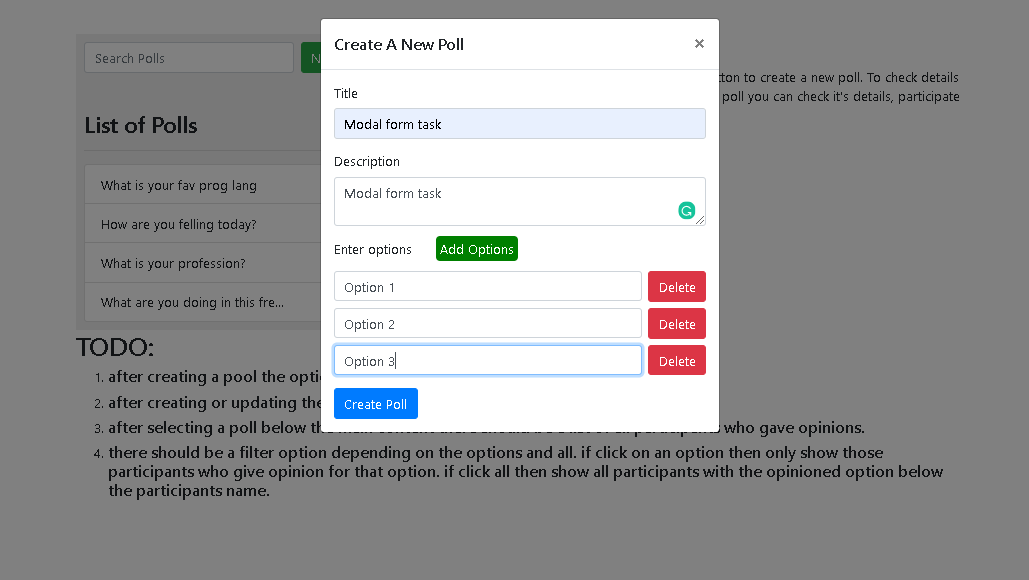 Create A New Poll
×
Search Polls
N
ton to create a new poll. To check details
poll you can check it's details, participate
Title
Modal form task
List of Polls
Description
Modal form task
G
What is your fav prog lang
How are you felling today?
What is your profession?
What are you doing in this fre...
Enter options
Add Options
Option 1
Delete
Option 2
Delete
Option 3
Delete
Create Poll
TODO:
1. after creating a pool the optio
2. after creating or updating the
3. after selecting a poll below the who gave opinions.
4. there should be a filter option depending on the options and all. if click on an option then only show those
participants who give opinion for that option. if click all then show all participants with the opinioned option below
the participants name.